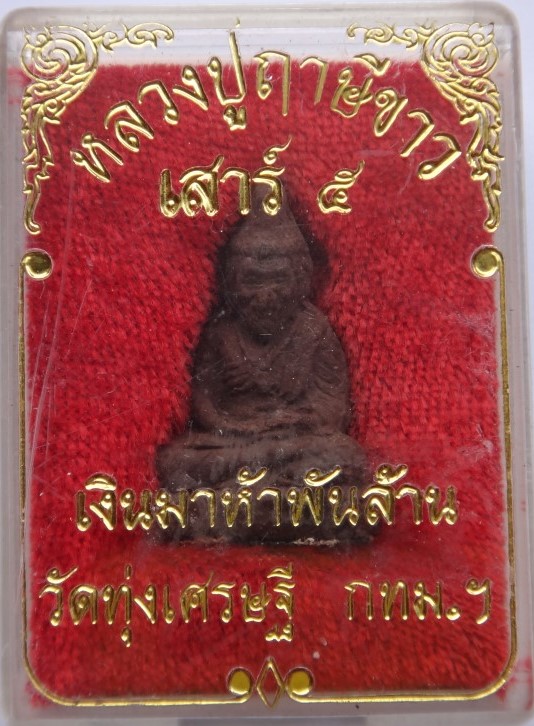 หลวงปู่ฤาษีขาว
เสาร์ ๕
เงินมาห้าพันล้าน
วัดทุ่งเศรษฐี กทม.ฯ